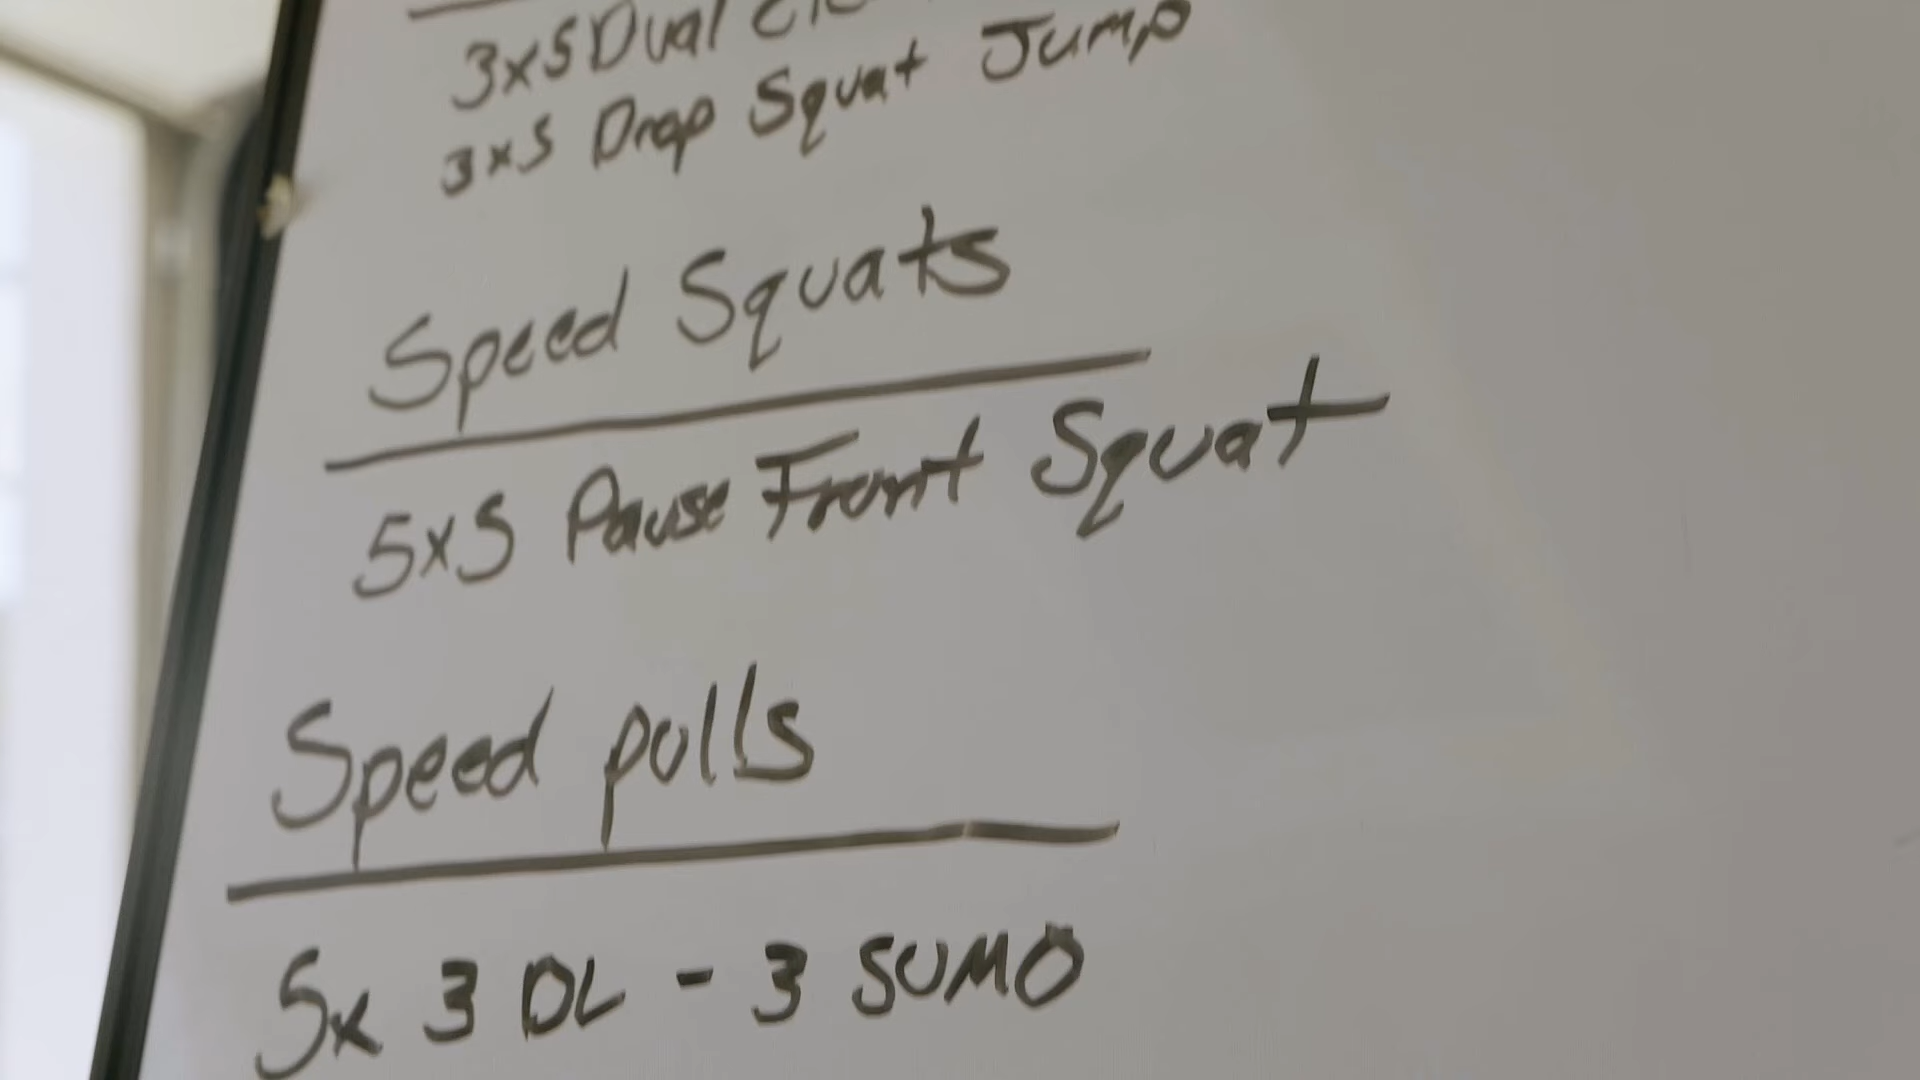 3x5 Dual
3x5 Drop Squat Jump
Speed Squats
5x5 Pause Front Squat
Speed pulls
5x 3 DL - 3 SUMO